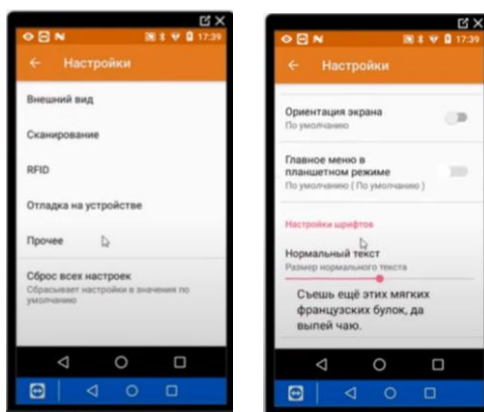 17:39
Настройки
Внешний вид
Сканирование
RFID
Отладка на устройстве
Прочее
Сброс всех настроек
Сбрасывает настройки в значения по
умолчанию
17:39
Настройки
Ориентация экрана
По умолчанию
Главное меню в
планшетном режиме
По умолчанию ( По умолчанию )
Настройки шрифтов
Нормальный текст
Размер нормального текста
Съешь ещё этих мягких
французских булок, да
выпей чаю.